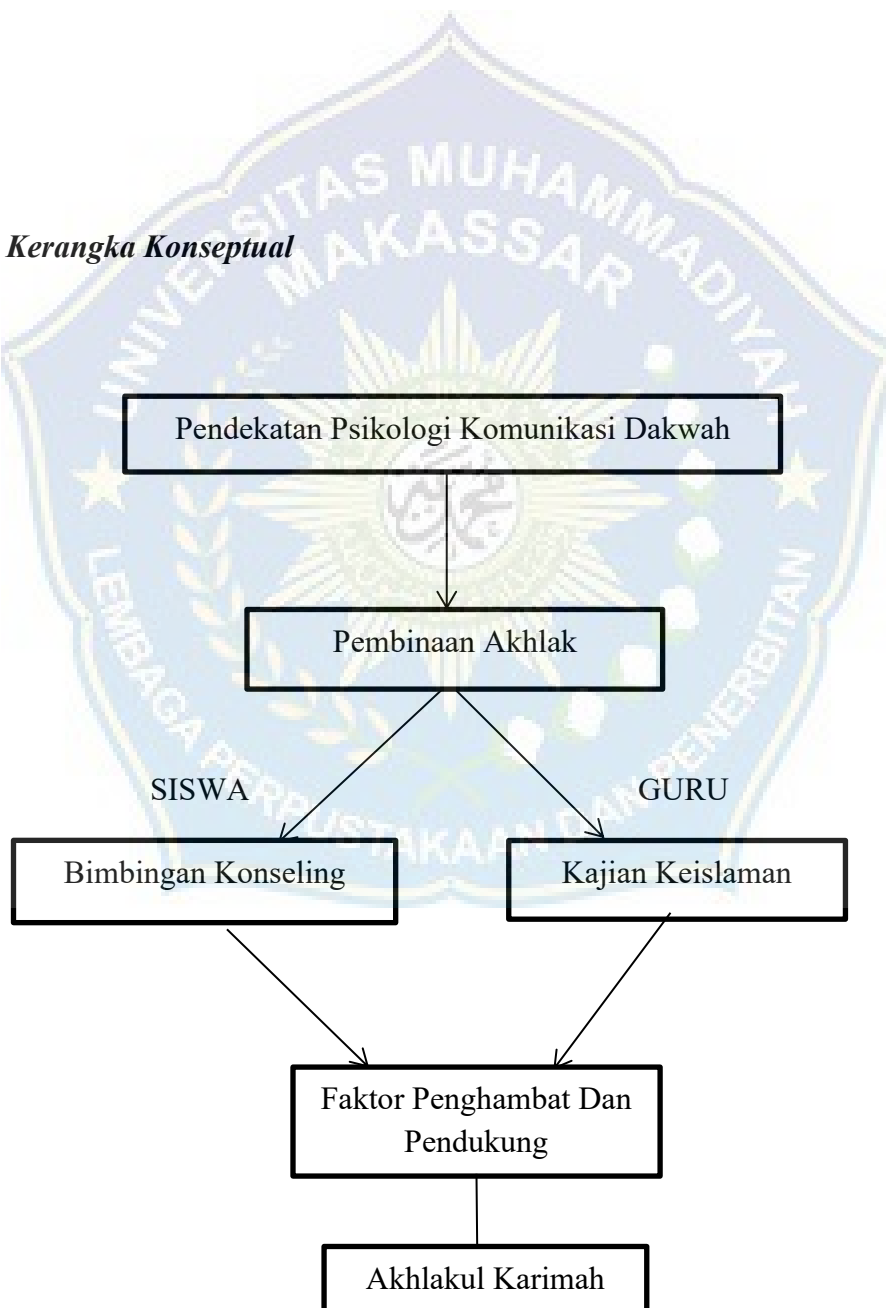 UNIVERSITAS MUHAMMADIYAH
MAKASSAR
Kerangka Konseptual
Pendekatan Psikologi Komunikasi Dakwah
Pembinaan Akhlak
SISWA
GURU
Bimbingan Konseling
Kajian Keislaman
LEMBAGA PERPUSTAKAAN DAN PENERBITAN
Faktor Penghambat Dan
Pendukung
Akhlakul Karimah